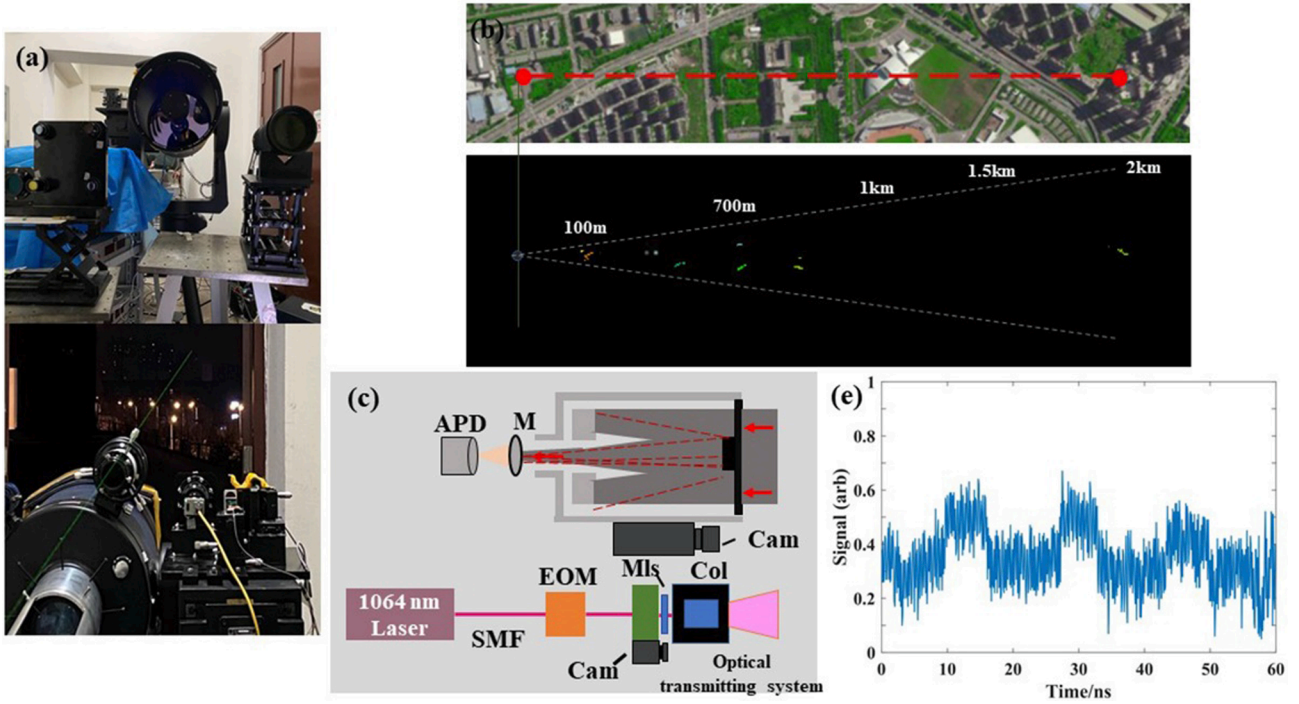 (a)
(b)
100m
700m
1km
1.5km
2km
(c)
APD
M
Cam
Mls
Col
EOM
1064 nm
Laser
SMF
Cam
Optical
transmitting system
(e)
1
0.8
0.6
0.4
0.2
0
Signal (arb)
0 10 20 30 40 50 60
Time/ns